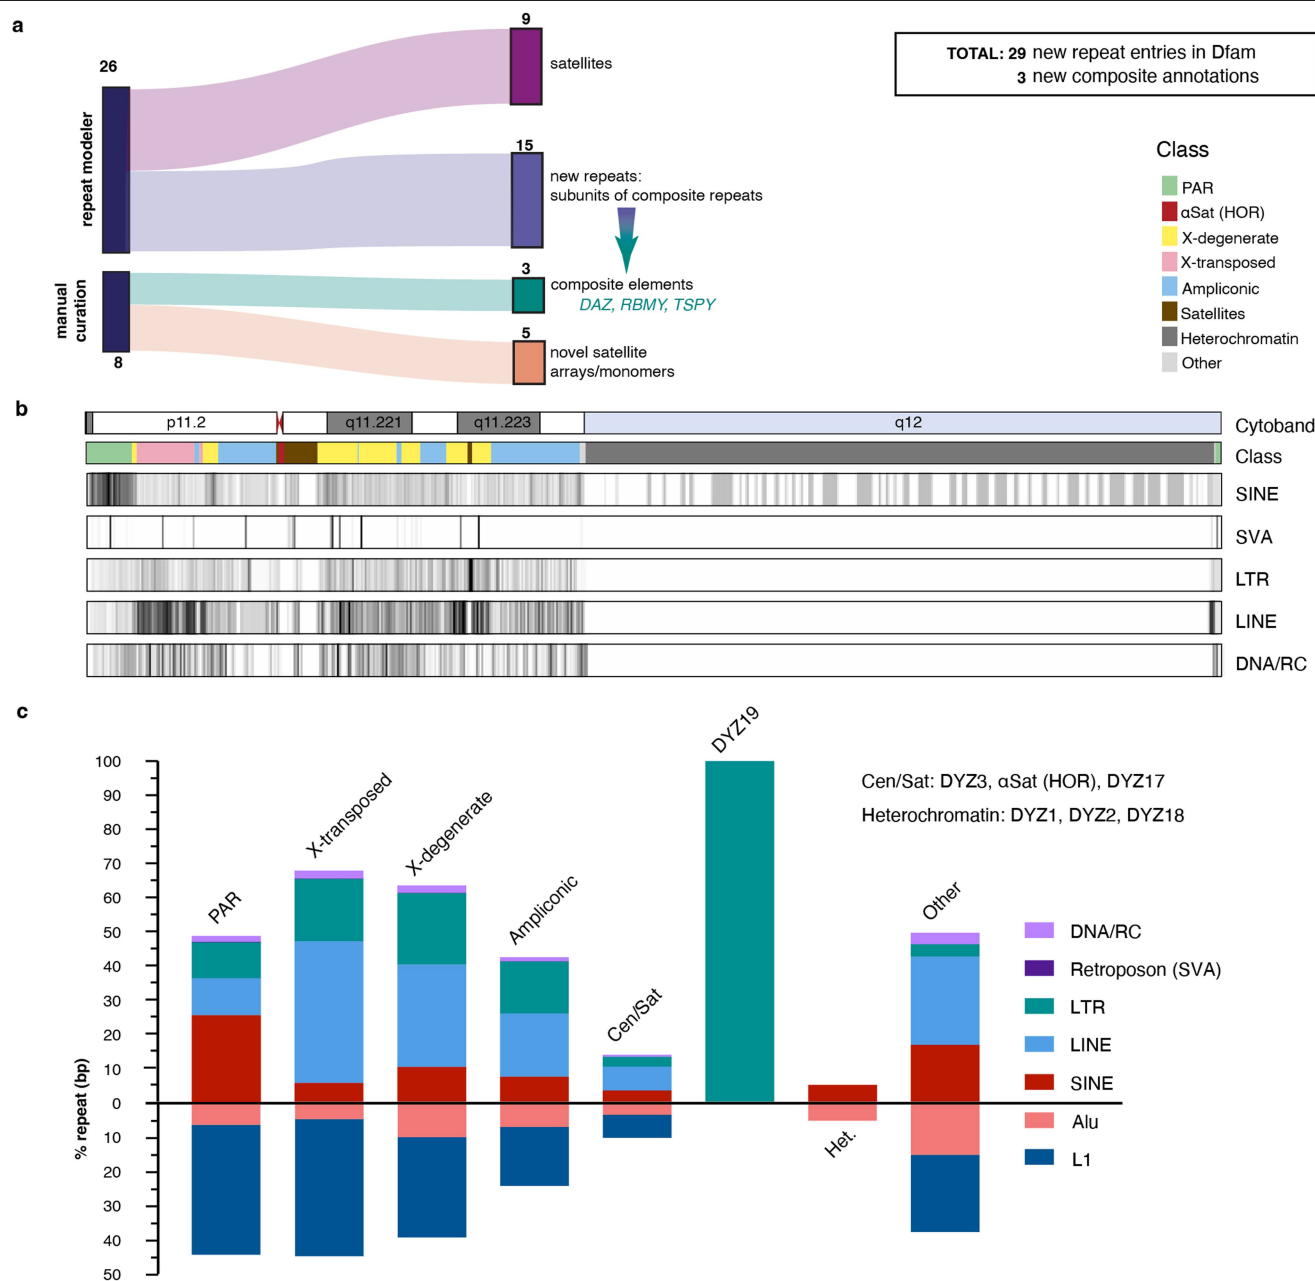 a
26
repeat modeler
manual
curation
8
9
satellites
15
new repeats:
subunits of composite repeats
3
composite elements
DAZ, RBMY, TSPY
5
novel satellite
arrays/monomers
TOTAL: 29 new repeat entries in Dfam
3 new composite annotations
Class
PAR
αSat (HOR)
X-degenerate
X-transposed
Ampliconic
Satellites
Heterochromatin
Other
b
p11.2
q11.221
q11.223
q12
Cytoband
Class
SINE
SVA
LTR
LINE
DNA/RC
c
% repeat (bp)
100
90
80
70
60
50
40
30
20
10
0
10
20
30
40
50
PAR
X-transposed
X-degenerate
Ampliconic
Cen/Sat
DYZ19
Het.
Other
Cen/Sat: DYZ3, αSat (HOR), DYZ17
Heterochromatin: DYZ1, DYZ2, DYZ18
DNA/RC
Retroposon (SVA)
LTR
LINE
SINE
Alu
L1